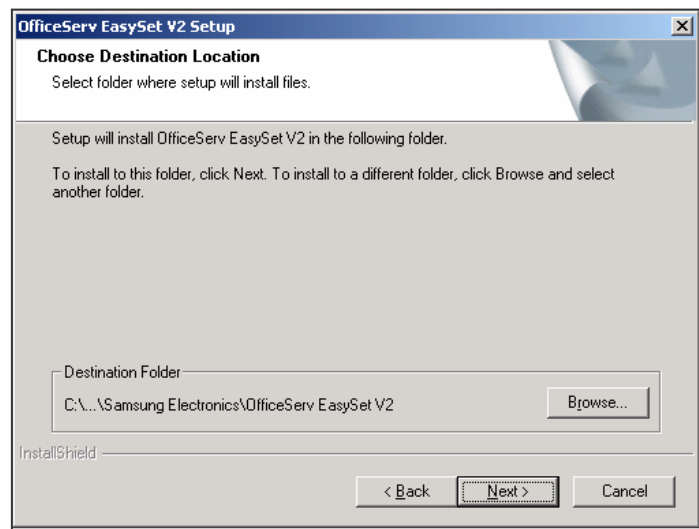 OfficeServ EasySet V2 Setup
Choose Destination Location
Select folder where setup will install files.
Setup will install OfficeServ EasySet V2 in the following folder.
To install to this folder, click Next. To install to a different folder, click Browse and select
another folder.
Destination Folder
C:\...\Samsung Electronics\OfficeServ EasySet V2
Browse...
InstallShield
< Back
Next >
Cancel